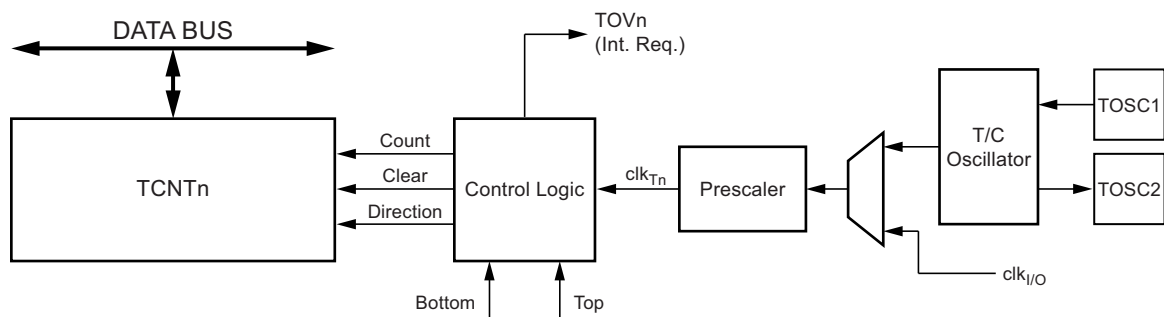 DATA BUS
TOVn
(Int. Req.)
TCNTn
Count
Clear
Direction
Control Logic
clkTn
Prescaler
T/C
Oscillator
TOSC1
TOSC2
clkI/O
Bottom
Top